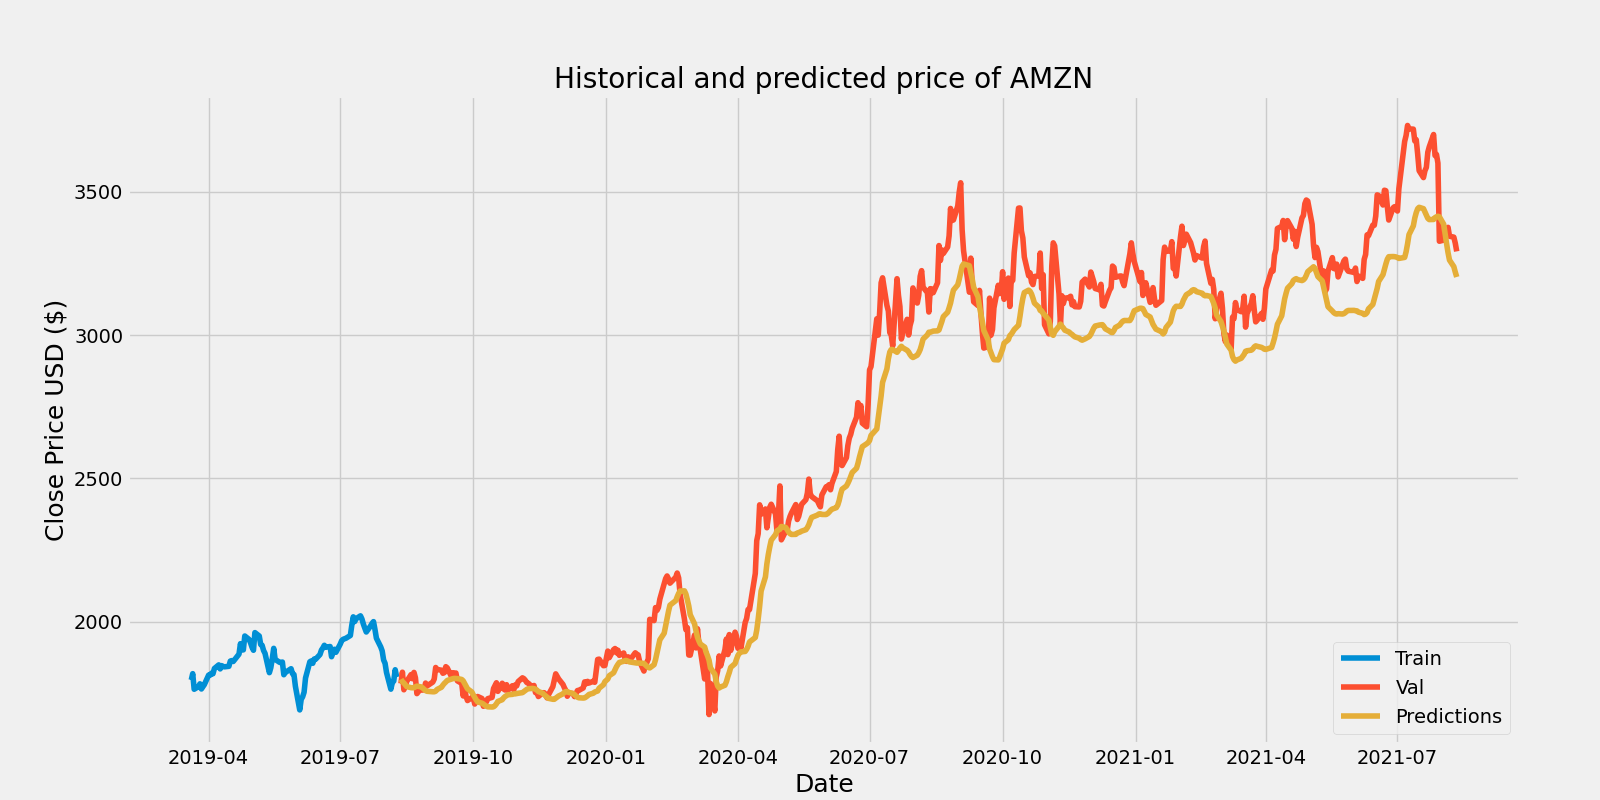 Historical and predicted price of AMZN
Close Price USD ($)
3500
3000
2500
2000
2019-04 2019-07 2019-10 2020-01 2020-04 2020-07 2020-10 2021-01 2021-04 2021-07
Date
Train
Val
Predictions